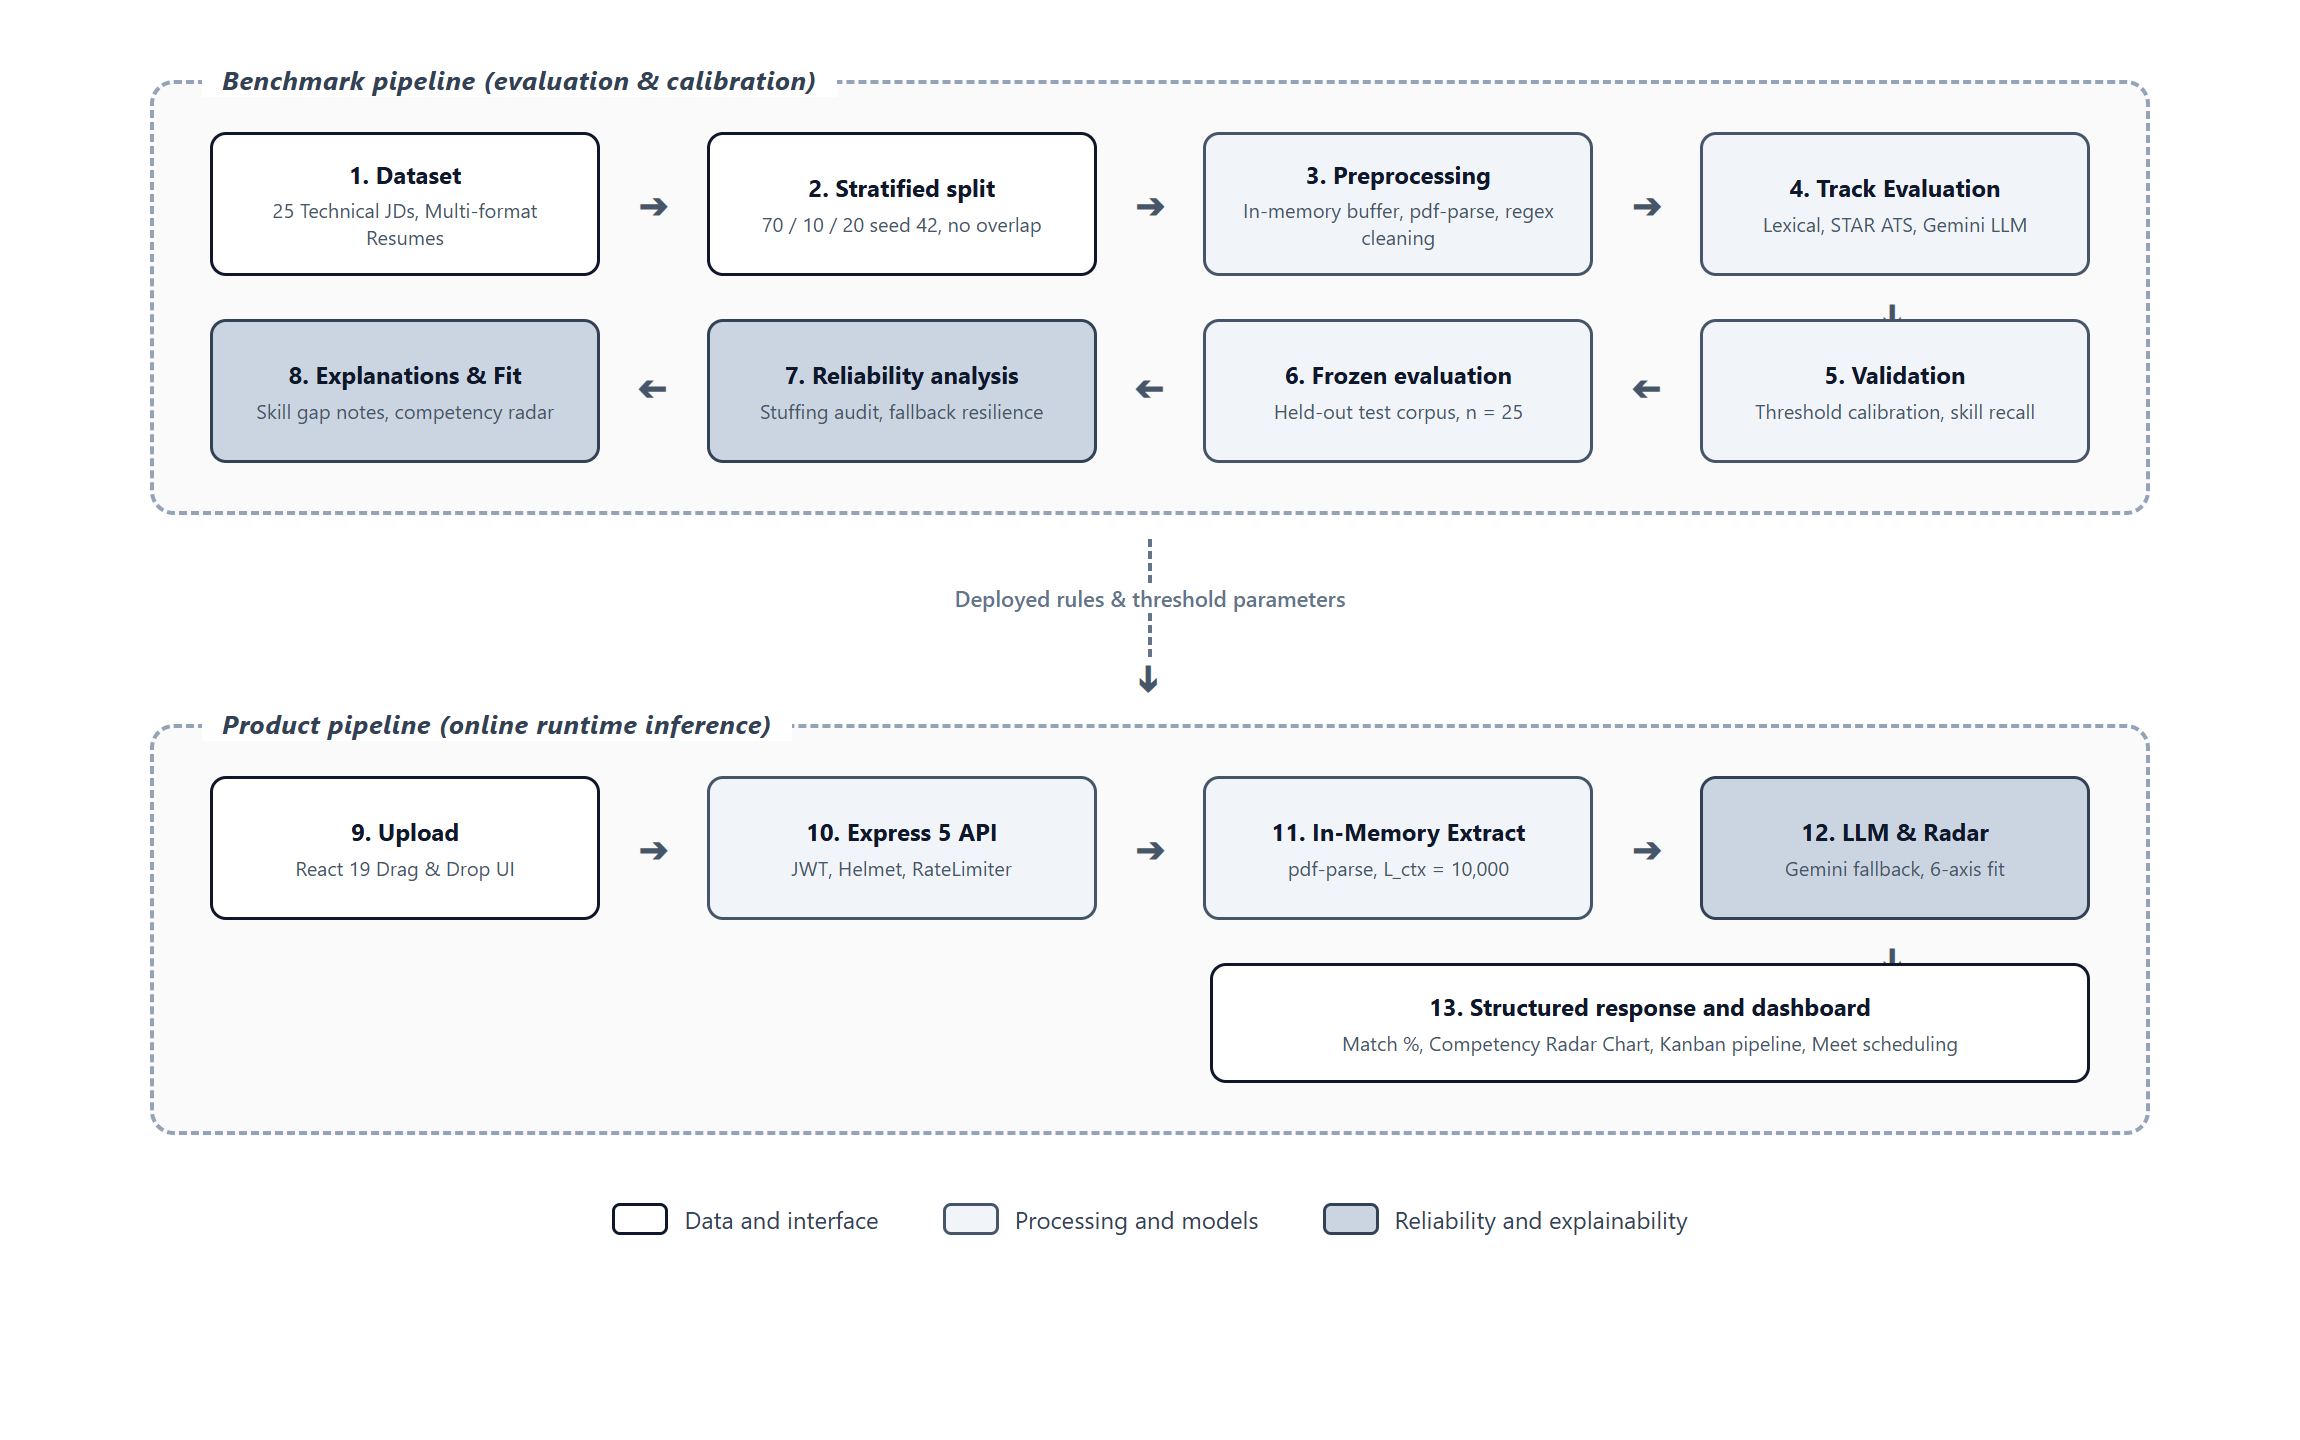 Benchmark pipeline (evaluation & calibration)
1. Dataset
25 Technical JDs, Multi-format
Resumes
2. Stratified split
70 / 10 / 20 seed 42, no overlap
3. Preprocessing
In-memory buffer, pdf-parse, regex
cleaning
4. Track Evaluation
Lexical, STAR ATS, Gemini LLM
8. Explanations & Fit
Skill gap notes, competency radar
7. Reliability analysis
Stuffing audit, fallback resilience
6. Frozen evaluation
Held-out test corpus, n = 25
5. Validation
Threshold calibration, skill recall
Deployed rules & threshold parameters
Product pipeline (online runtime inference)
9. Upload
React 19 Drag & Drop UI
10. Express 5 API
JWT, Helmet, RateLimiter
11. In-Memory Extract
pdf-parse, L_ctx = 10,000
12. LLM & Radar
Gemini fallback, 6-axis fit
13. Structured response and dashboard
Match %, Competency Radar Chart, Kanban pipeline, Meet scheduling
Data and interface
Processing and models
Reliability and explainability